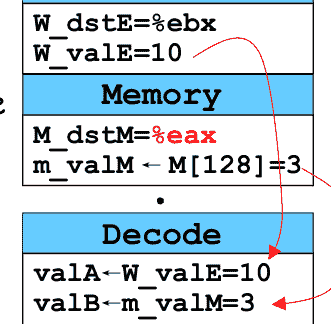 W_dstE=%ebx
W_valE=10
Memory
M_dstM=%eax
m_valM ← M[128]=3
•
Decode
valA←W_valE=10
valB←m_valM=3